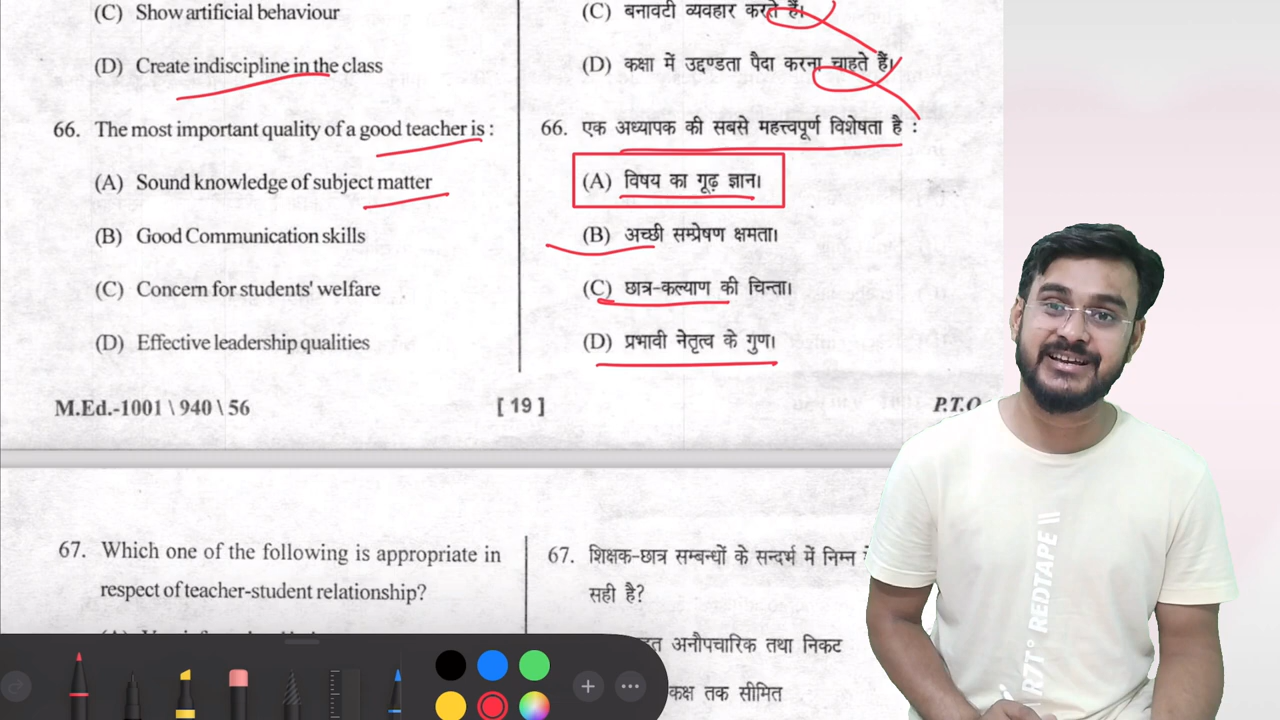 (C) Show artificial behaviour
(D) Create indiscipline in the class
66. The most important quality of a good teacher is :
(A) Sound knowledge of subject matter
(B) Good Communication skills
(C) Concern for students' welfare
(D) Effective leadership qualities
(C) बनावटी व्यवहार करते हैं।
(D) कक्षा में उद्दण्डता पैदा करना चाहते हैं।
66. एक अध्यापक की सबसे महत्त्वपूर्ण विशेषता है :
(A) विषय का गूढ़ ज्ञान।
(B) अच्छी सम्प्रेषण क्षमता।
(C) छात्र-कल्याण की चिन्ता।
(D) प्रभावी नेतृत्व के गुण।
M.Ed.-1001 \ 940 \ 56
[ 19 ]
P.T.O
67. Which one of the following is appropriate in
respect of teacher-student relationship?
67. शिक्षक-छात्र सम्बन्धों के सन्दर्भ में निम्न
सही है?
अनौपचारिक तथा निकट
तक सीमित
REDTAPE